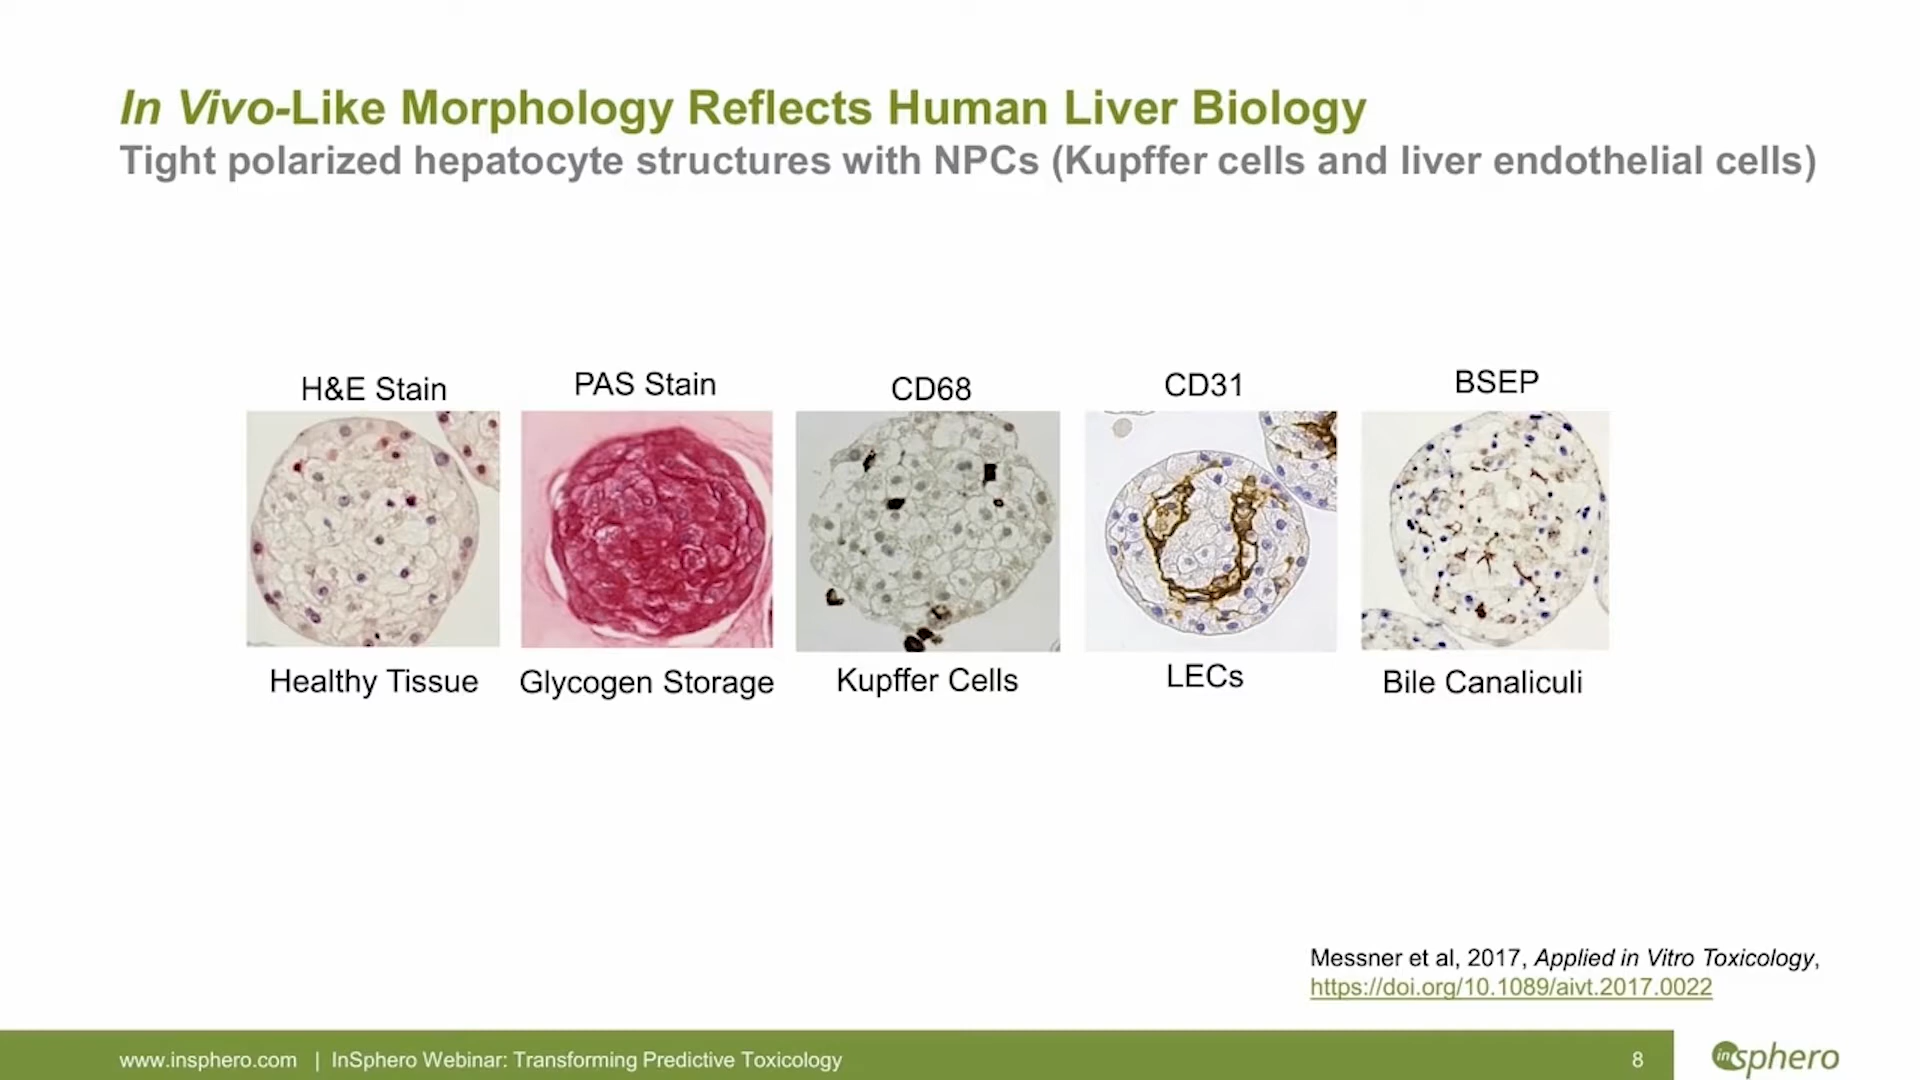 In Vivo-Like Morphology Reflects Human Liver Biology
Tight polarized hepatocyte structures with NPCs (Kupffer cells and liver endothelial cells)
H&E Stain
PAS Stain
CD68
CD31
BSEP
Healthy Tissue
Glycogen Storage
Kupffer Cells
LECs
Bile Canaliculi
Messner et al, 2017, Applied in Vitro Toxicology,
https://doi.org/10.1089/aivt.2017.0022
www.insphero.com | InSphero Webinar: Transforming Predictive Toxicology
8
insphero